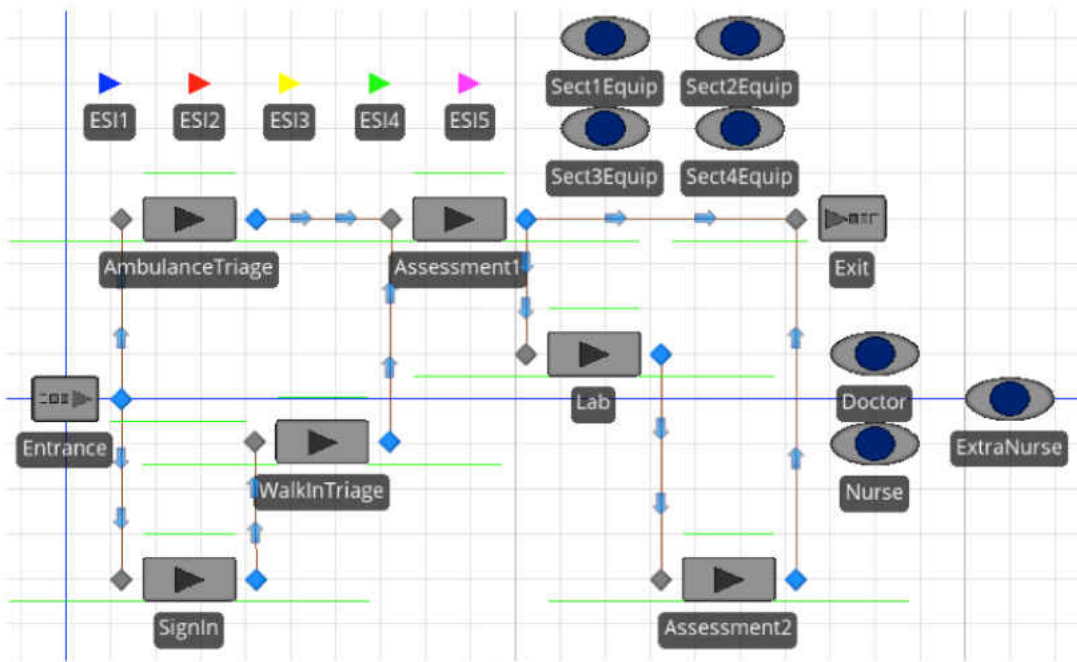 ESI1
ESI2
ESI3
ESI4
ESI5
Sect1Equip
Sect2Equip
Sect3Equip
Sect4Equip
AmbulanceTriage
Assessment1
Exit
Lab
Doctor
Entrance
ExtraNurse
WalkInTriage
Nurse
SignIn
Assessment2